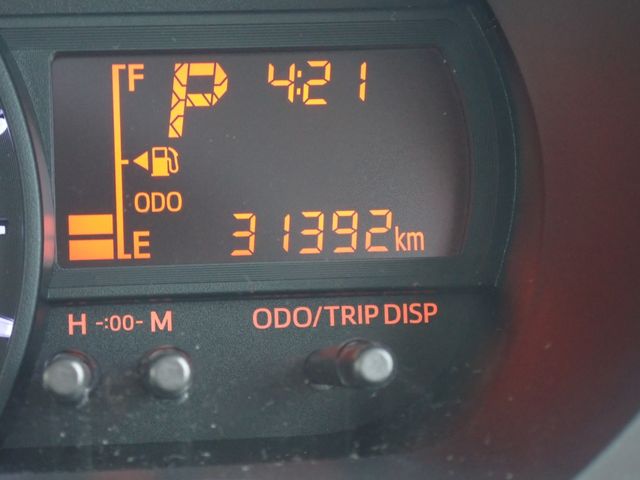 F P 4:21
ODO
E 31392km
H -:00- M ODO/TRIP DISP